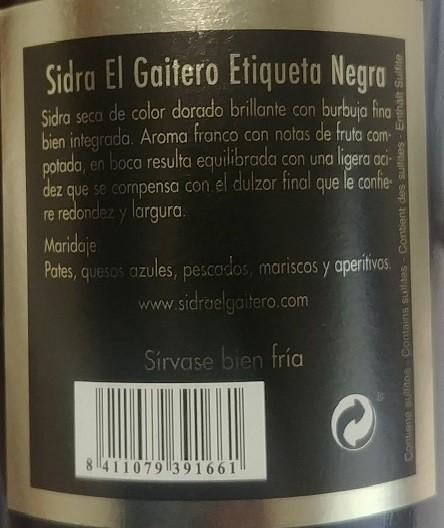 Sidra El Gaitero Etiqueta Negra
Sidra seca de color dorado brillante con burbuja fina
bien integrada. Aroma franco con notas de fruta com-
potada, en boca resulta equilibrada con una ligera aci-
dez que se compensa con el dulzor final que le confie-
re redondez y largura.
Maridaje
Pates, quesos azules, pescados, mariscos y aperitivos.
www.sidraelgaitero.com
Sírvase bien fría
8 411079 391661
Contiene sulfitos - Contains sulfites - Contient des sulfites - Enthält Sulfite